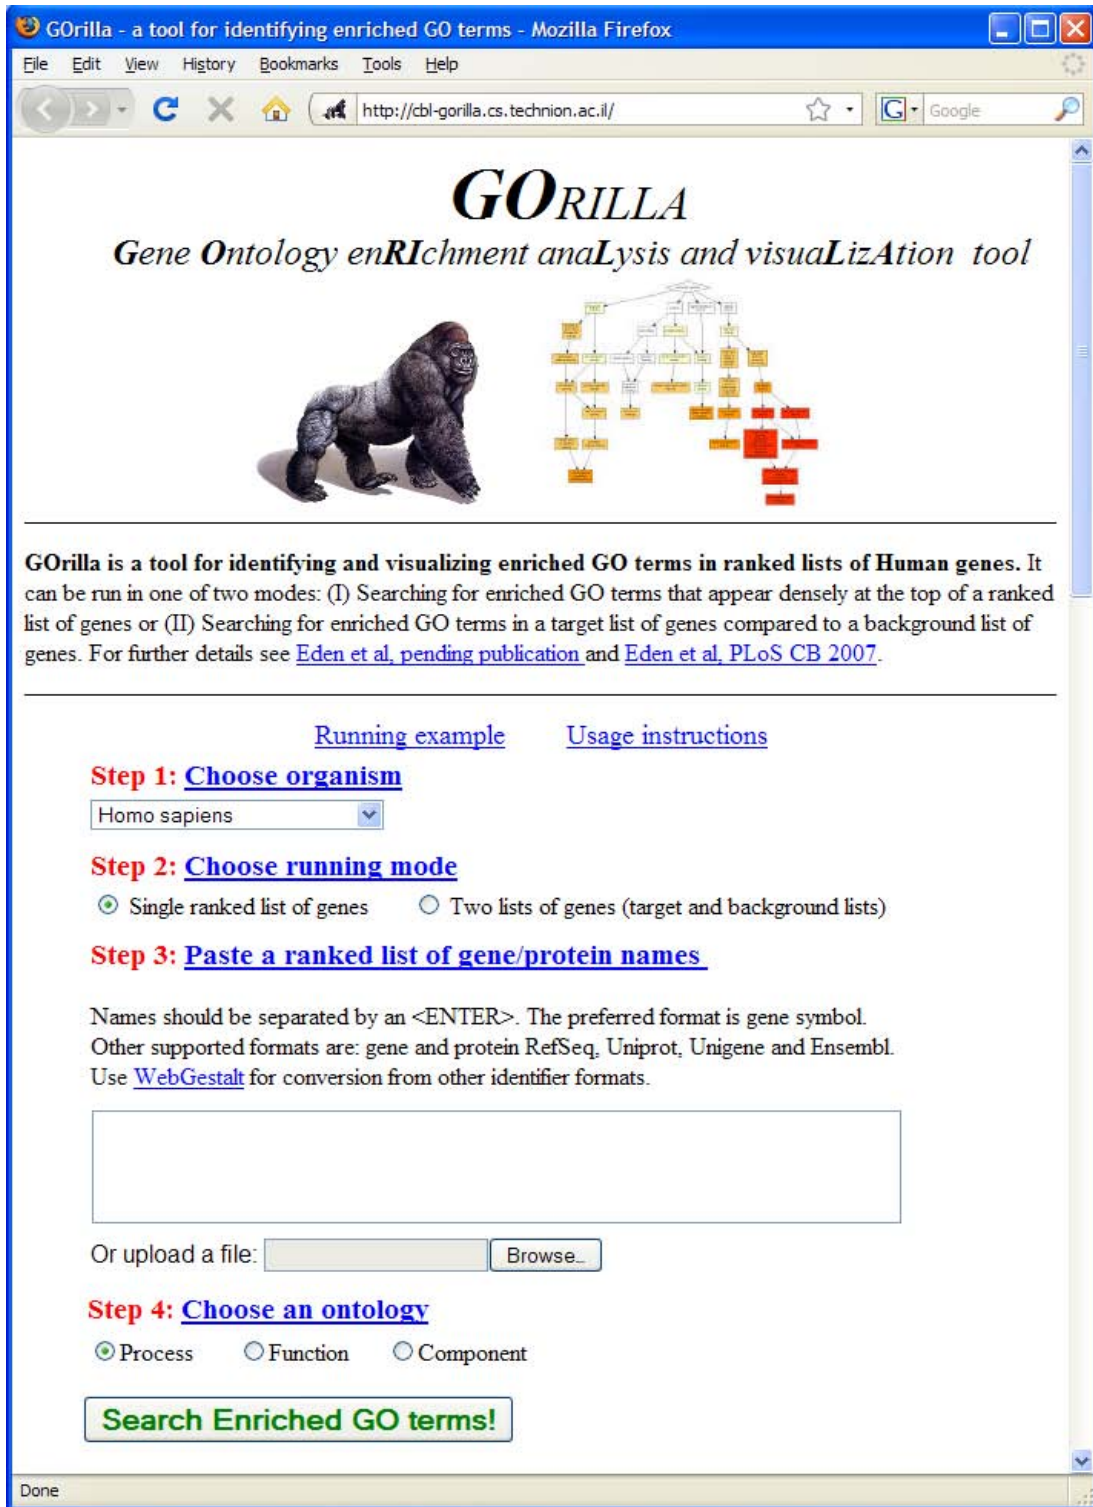 GOrilla - a tool for identifying enriched GO terms - Mozilla Firefox
File Edit View History Bookmarks Tools Help
http://cbl-gorilla.cs.technion.ac.il/
G Google
GORILLA
Gene Ontology enRIchment anaLysis and visuaLizAtion tool
GOrilla is a tool for identifying and visualizing enriched GO terms in ranked lists of Human genes. It
can be run in one of two modes: (I) Searching for enriched GO terms that appear densely at the top of a ranked
list of genes or (II) Searching for enriched GO terms in a target list of genes compared to a background list of
genes. For further details see Eden et al, pending publication and Eden et al, PLoS CB 2007.
Running example Usage instructions
Step 1: Choose organism
Homo sapiens
Step 2: Choose running mode
Single ranked list of genes Two lists of genes (target and background lists)
Step 3: Paste a ranked list of gene/protein names
Names should be separated by an <ENTER>. The preferred format is gene symbol.
Other supported formats are: gene and protein RefSeq, Uniprot, Unigene and Ensembl.
Use WebGestalt for conversion from other identifier formats.
Or upload a file: Browse...
Step 4: Choose an ontology
Process Function Component
Search Enriched GO terms!
Done